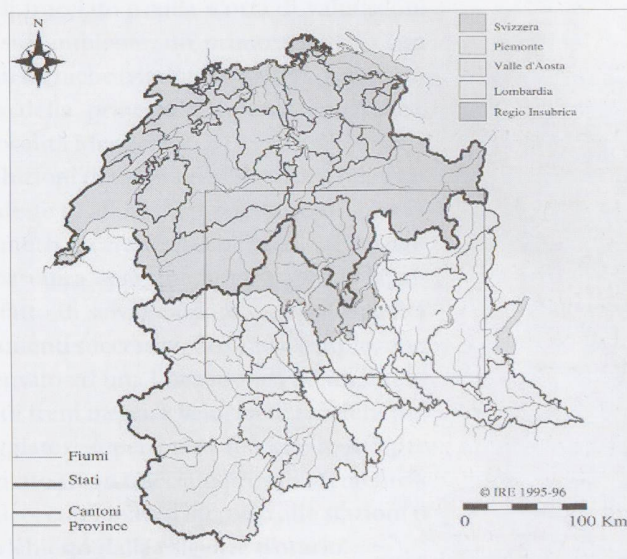 N
Svizzera
Piemonte
Valle d'Aosta
Lombardia
Regio Insubrica
Fiumi
Stati
Cantoni
Province
© IRE 1995-96
0 100 Km